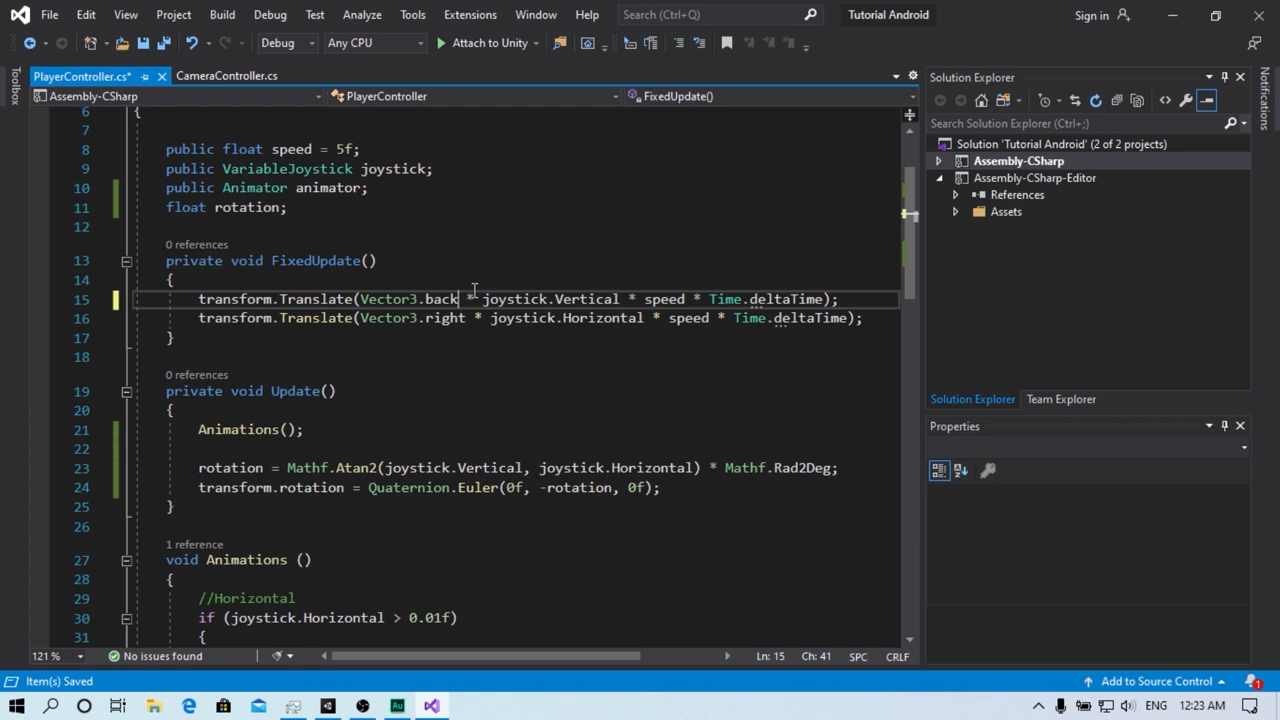 File Edit View Project Build Debug Test Analyze Tools Extensions Window Help Search (Ctrl+Q) Tutorial Android Sign in
Debug Any CPU Attach to Unity
Toolbox
PlayerController.cs* CameraController.cs
Assembly-CSharp PlayerController FixedUpdate()
6 {
7
8 public float speed = 5f;
9 public VariableJoystick joystick;
10 public Animator animator;
11 float rotation;
12
0 references
13 private void FixedUpdate()
14 {
15 transform.Translate(Vector3.back * joystick.Vertical * speed * Time.deltaTime);
16 transform.Translate(Vector3.right * joystick.Horizontal * speed * Time.deltaTime);
17 }
18
0 references
19 private void Update()
20 {
21 Animations();
22
23 rotation = Mathf.Atan2(joystick.Vertical, joystick.Horizontal) * Mathf.Rad2Deg;
24 transform.rotation = Quaternion.Euler(0f, -rotation, 0f);
25 }
26
1 reference
27 void Animations ()
28 {
29 //Horizontal
30 if (joystick.Horizontal > 0.01f)
31 {
121 % No issues found Ln: 15 Ch: 41 SPC CRLF
Solution Explorer
Search Solution Explorer (Ctrl+;)
Solution 'Tutorial Android' (2 of 2 projects)
Assembly-CSharp
Assembly-CSharp-Editor
References
Assets
Solution Explorer Team Explorer
Properties
Notifications
Item(s) Saved Add to Source Control 1
Au 12:23 AM